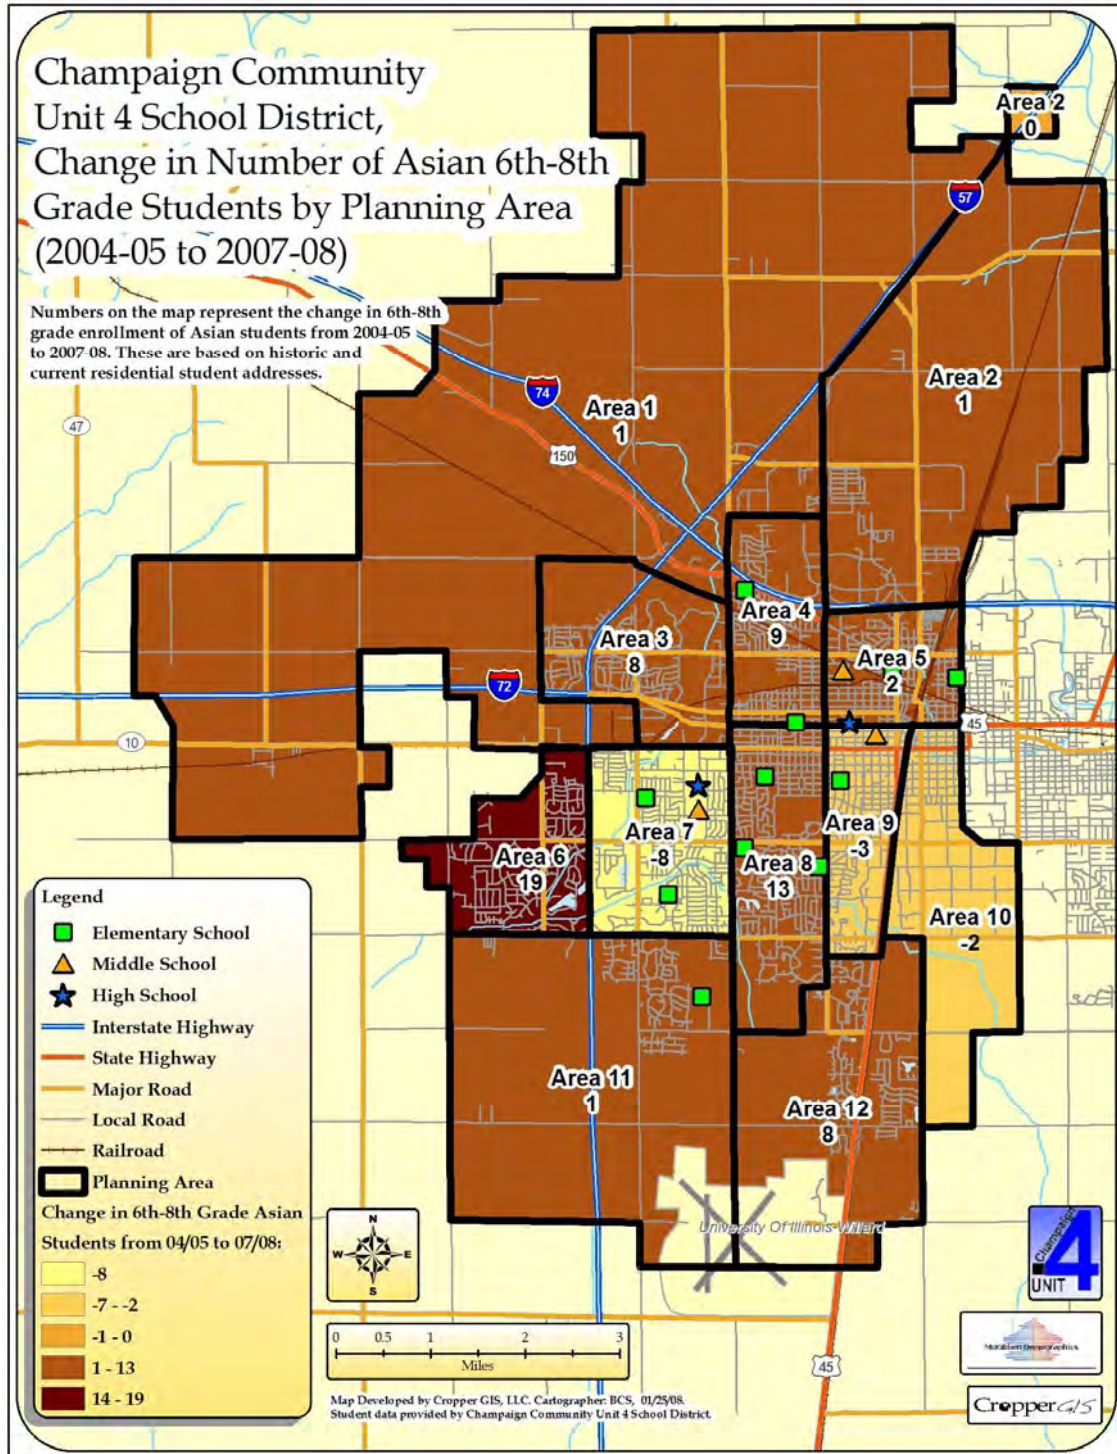 Champaign Community
Unit 4 School District,
Change in Number of Asian 6th-8th
Grade Students by Planning Area
(2004-05 to 2007-08)
Numbers on the map represent the change in 6th-8th
grade enrollment of Asian students from 2004-05
to 2007-08. These are based on historic and
current residential student addresses.
Area 2
0
57
Area 2
1
74
Area 1
1
47
150
Area 4
9
Area 3
8
Area 5
2
72
10
45
Area 7
-8
Area 9
-3
Area 6
19
Area 8
13
Area 10
-2
Area 11
1
Area 12
8
University Of Illinois-Willard
45
Legend
Elementary School
Middle School
High School
Interstate Highway
State Highway
Major Road
Local Road
Railroad
Planning Area
Change in 6th-8th Grade Asian
Students from 04/05 to 07/08:
-8
-7 - -2
-1 - 0
1 - 13
14 - 19
N
W E
S
0 0.5 1 2 3
Miles
Map Developed by Cropper GIS, LLC. Cartographer: BCS, 01/25/08.
Student data provided by Champaign Community Unit 4 School District.
Champaign
4
UNIT
McKibben Demographics
Cropper GIS